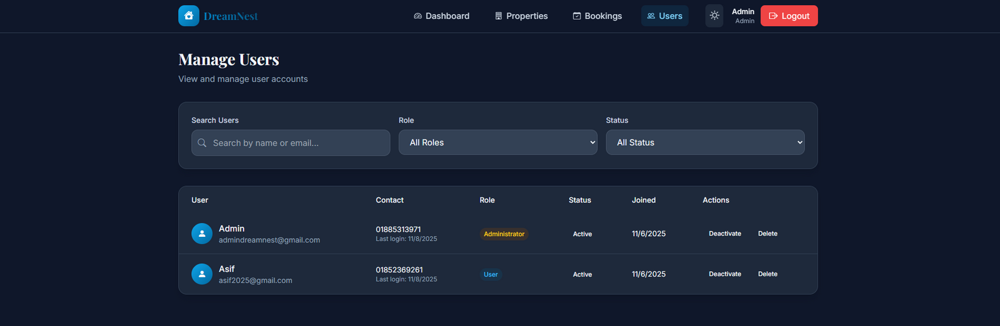 DreamNest Dashboard Properties Bookings Users Admin Logout
Admin
Manage Users
View and manage user accounts
Search Users Role Status
Search by name or email... All Roles All Status
User Contact Role Status Joined Actions
Admin 01885313971 Administrator Active 11/6/2025 Deactivate Delete
admindreamnest@gmail.com Last login: 11/8/2025
Asif 01852369261 User Active 11/6/2025 Deactivate Delete
asif2025@gmail.com Last login: 11/8/2025